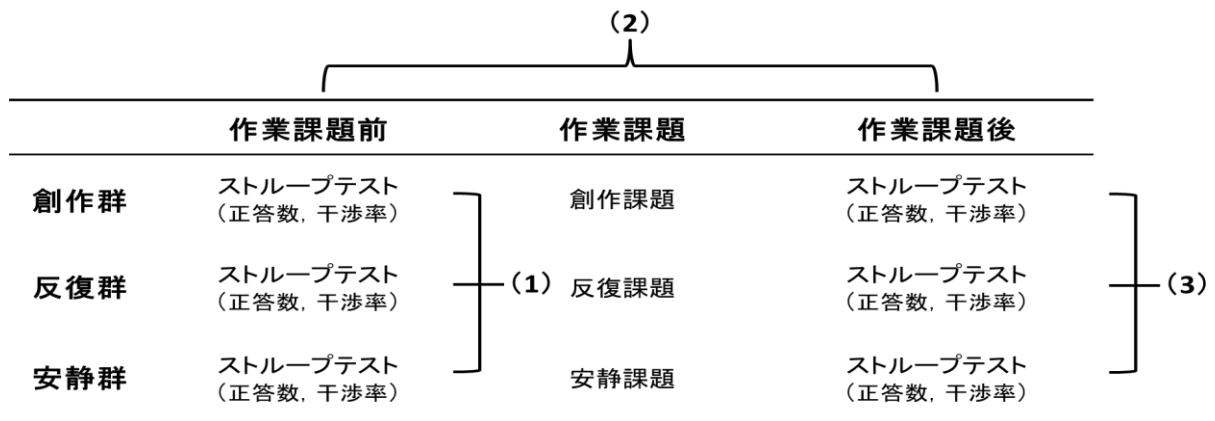 （2）
作業課題前 作業課題 作業課題後
創作群 ストループテスト（正答数, 干渉率） 創作課題 ストループテスト（正答数, 干渉率）
（1）
反復群 ストループテスト（正答数, 干渉率） 反復課題 ストループテスト（正答数, 干渉率）
（3）
安静群 ストループテスト（正答数, 干渉率） 安静課題 ストループテスト（正答数, 干渉率）